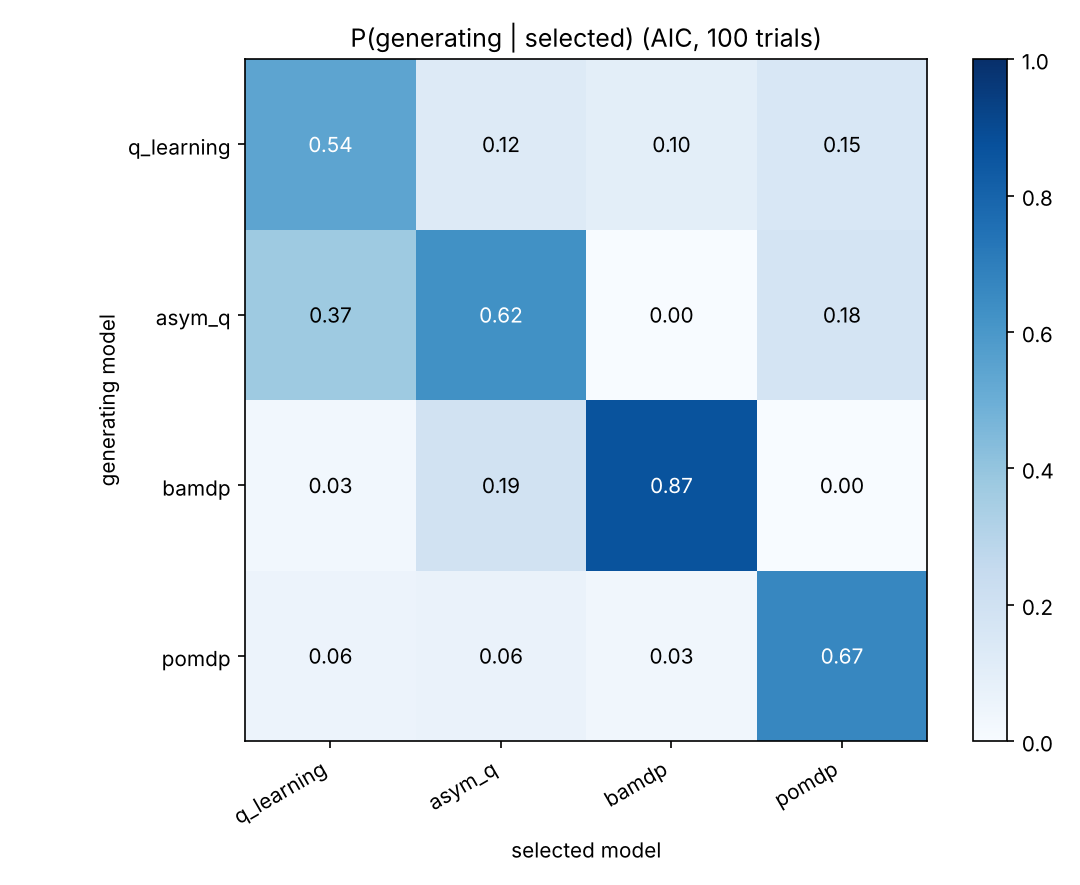 P(generating | selected) (AIC, 100 trials)
generating model
q_learning 0.54 0.12 0.10 0.15
asym_q 0.37 0.62 0.00 0.18
bamdp 0.03 0.19 0.87 0.00
pomdp 0.06 0.06 0.03 0.67
q_learning asym_q bamdp pomdp
selected model
1.0
0.8
0.6
0.4
0.2
0.0